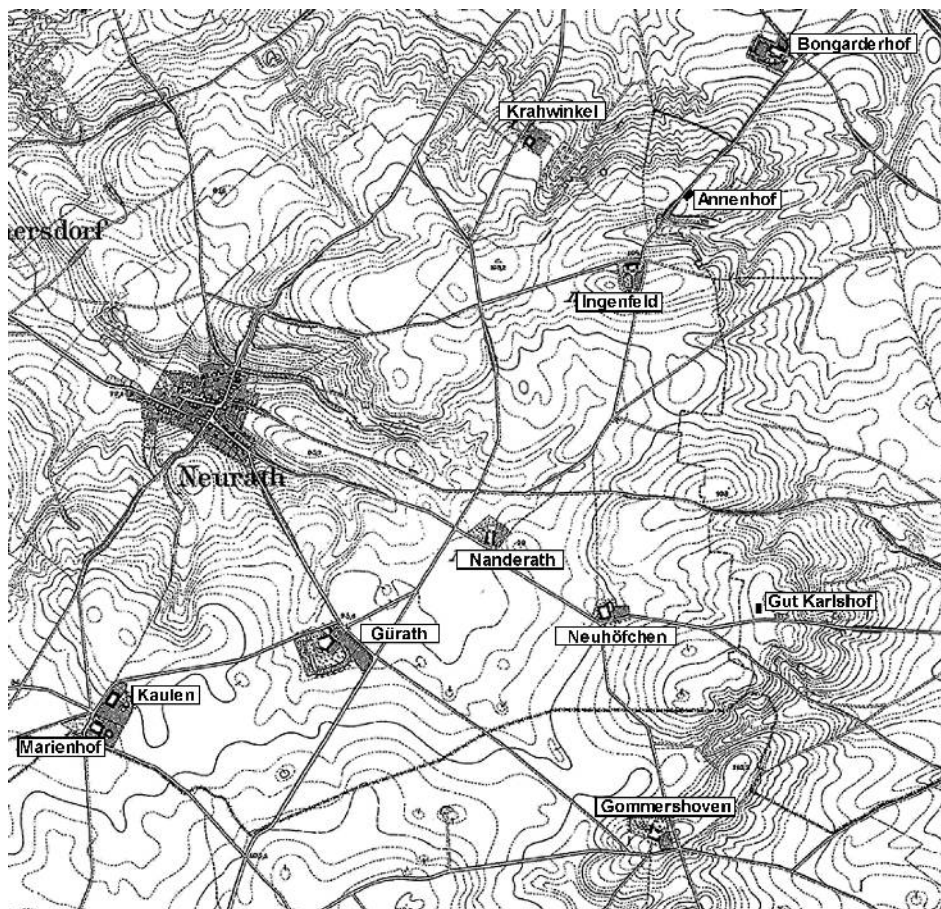 Bongarderhof
Krahwinkel
Annenhof
ersdorf
Ingenfeld
Neurath
Nanderath
Gut Karlshof
Neuhöfchen
Gürath
Kaulen
Marienhof
Gommershoven